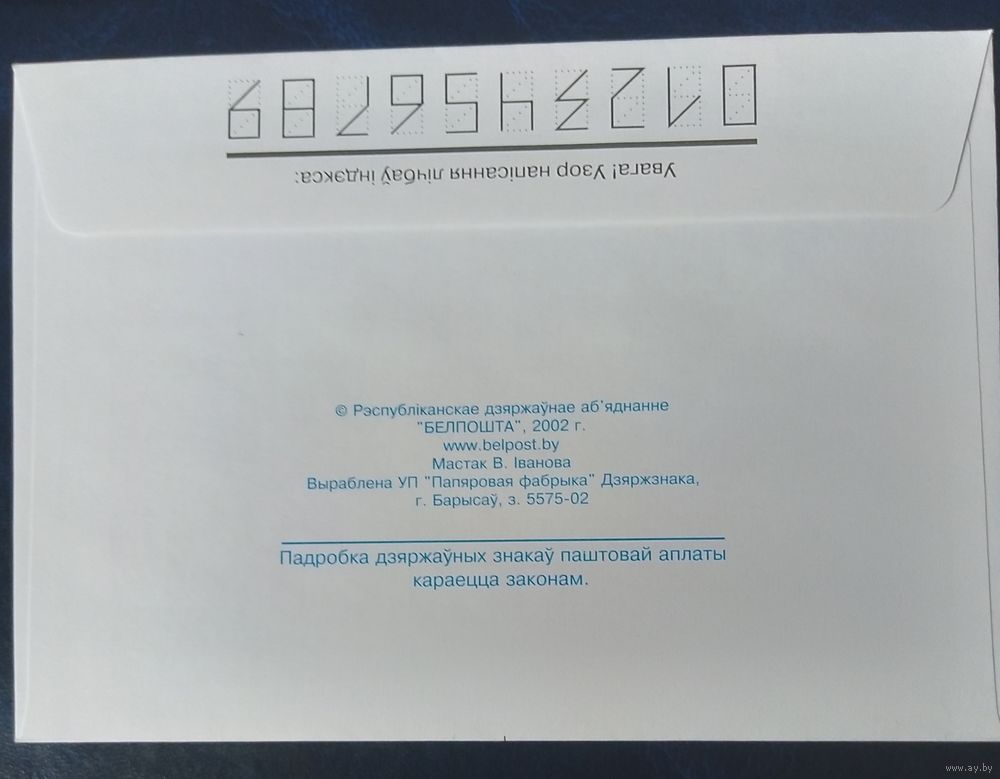 Увага! Узор напісання лічбаў індэкса:
0123456789
© Рэспубліканскае дзяржаўнае аб'яднанне
"БЕЛПОШТА", 2002 г.
www.belpost.by
Мастак В. Іванова
Выраблена УП "Папяровая фабрыка" Дзяржзнака,
г. Барысаў, з. 5575-02
Падробка дзяржаўных знакаў паштовай аплаты
караецца законам.
www.ay.by